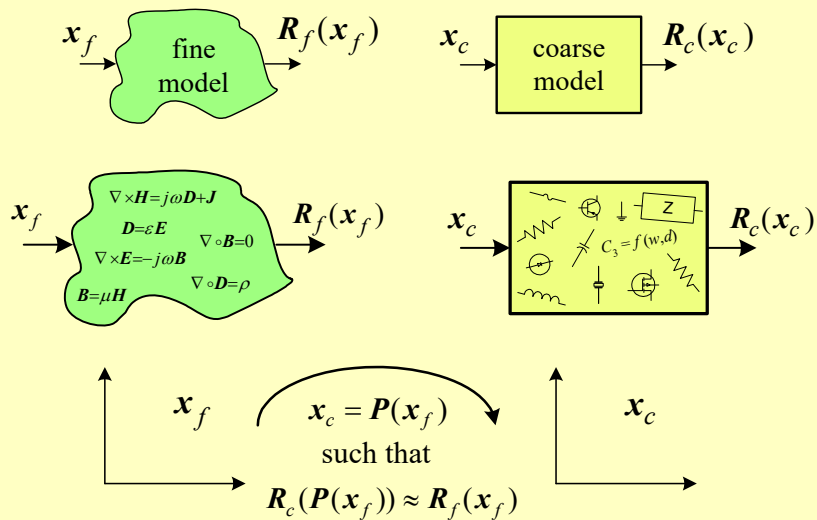 x_f
fine
model
R_f(x_f)
x_c
coarse
model
R_c(x_c)
x_f
∇×H=jωD+J
D=εE
∇∘B=0
∇×E=−jωB
∇∘D=ρ
B=μH
R_f(x_f)
x_c
Z
C_3=f(w,d)
R_c(x_c)
x_f
x_c = P(x_f)
such that
R_c(P(x_f)) ≈ R_f(x_f)
x_c